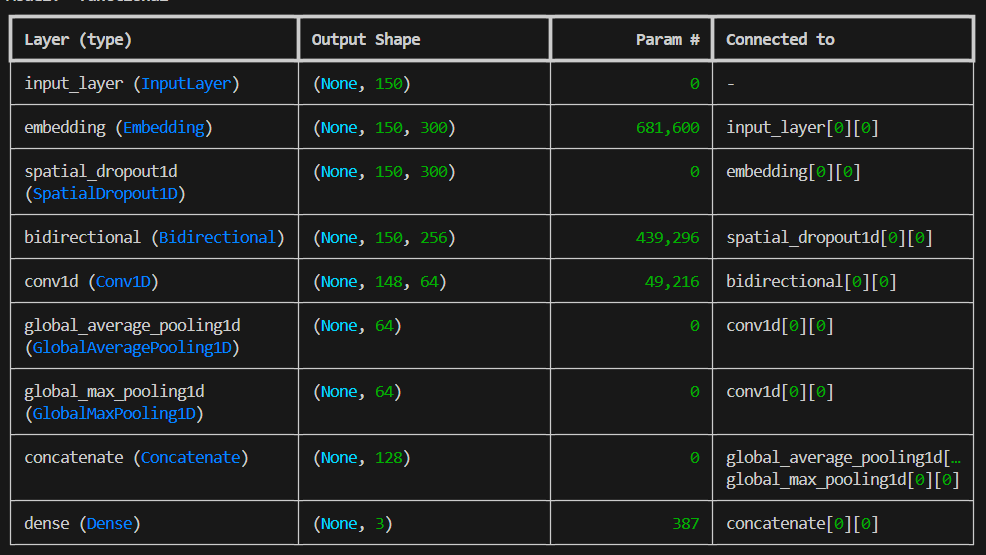 Layer (type) Output Shape Param # Connected to
input_layer (InputLayer) (None, 150) 0 -
embedding (Embedding) (None, 150, 300) 681,600 input_layer[0][0]
spatial_dropout1d (None, 150, 300) 0 embedding[0][0]
(SpatialDropout1D)
bidirectional (Bidirectional) (None, 150, 256) 439,296 spatial_dropout1d[0][0]
conv1d (Conv1D) (None, 148, 64) 49,216 bidirectional[0][0]
global_average_pooling1d (None, 64) 0 conv1d[0][0]
(GlobalAveragePooling1D)
global_max_pooling1d (None, 64) 0 conv1d[0][0]
(GlobalMaxPooling1D)
concatenate (Concatenate) (None, 128) 0 global_average_pooling1d[…
global_max_pooling1d[0][0]
dense (Dense) (None, 3) 387 concatenate[0][0]